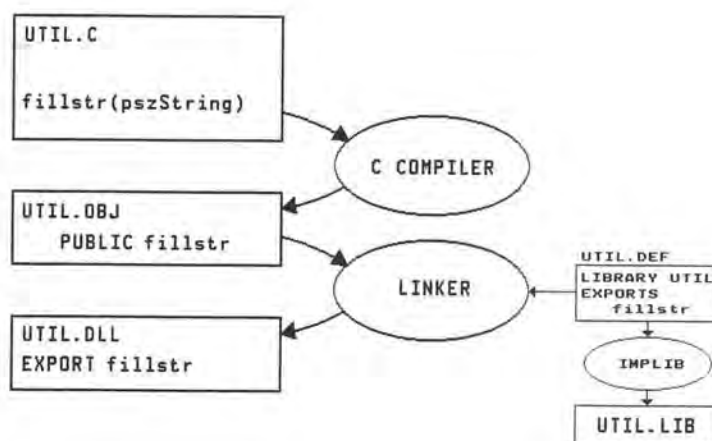 UTIL.C
fillstr(pszString)
C COMPILER
UTIL.OBJ
PUBLIC fillstr
LINKER
UTIL.DEF
LIBRARY UTIL
EXPORTS
fillstr
UTIL.DLL
EXPORT fillstr
IMPLIB
UTIL.LIB